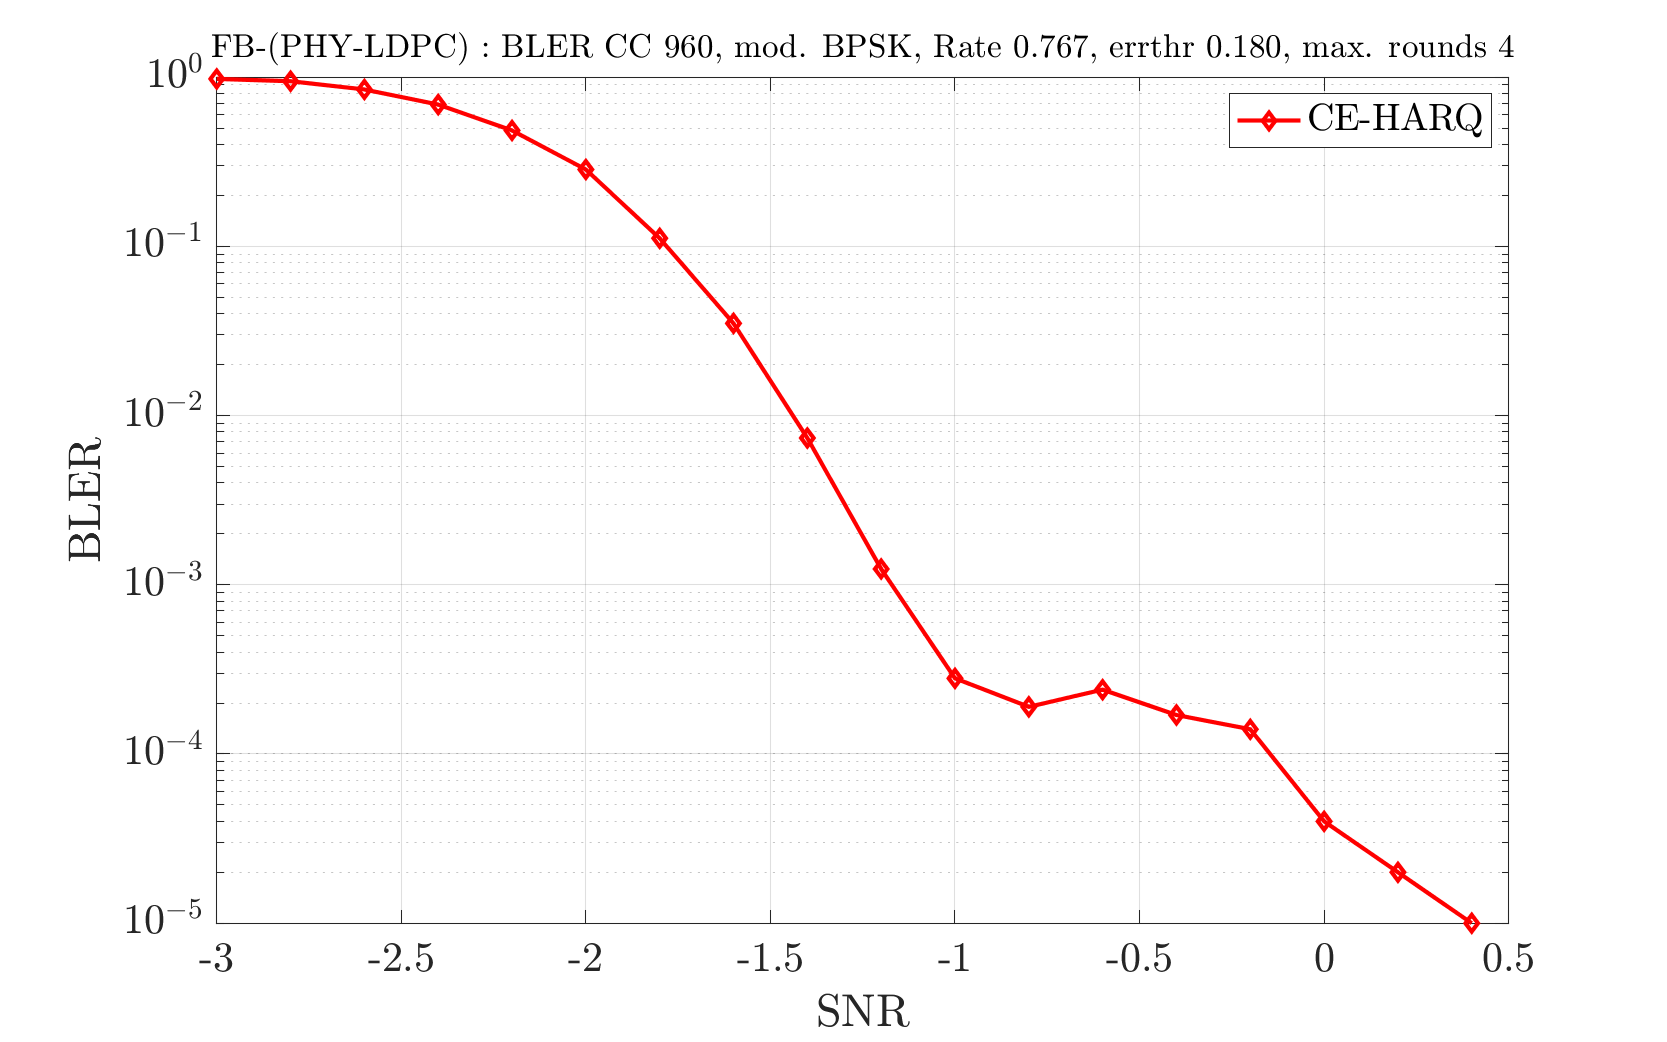 FB-(PHY-LDPC) : BLER CC 960, mod. BPSK, Rate 0.767, errthr 0.180, max. rounds 4
CE-HARQ
10⁰
10⁻¹
10⁻²
10⁻³
10⁻⁴
10⁻⁵
BLER
-3 -2.5 -2 -1.5 -1 -0.5 0 0.5
SNR